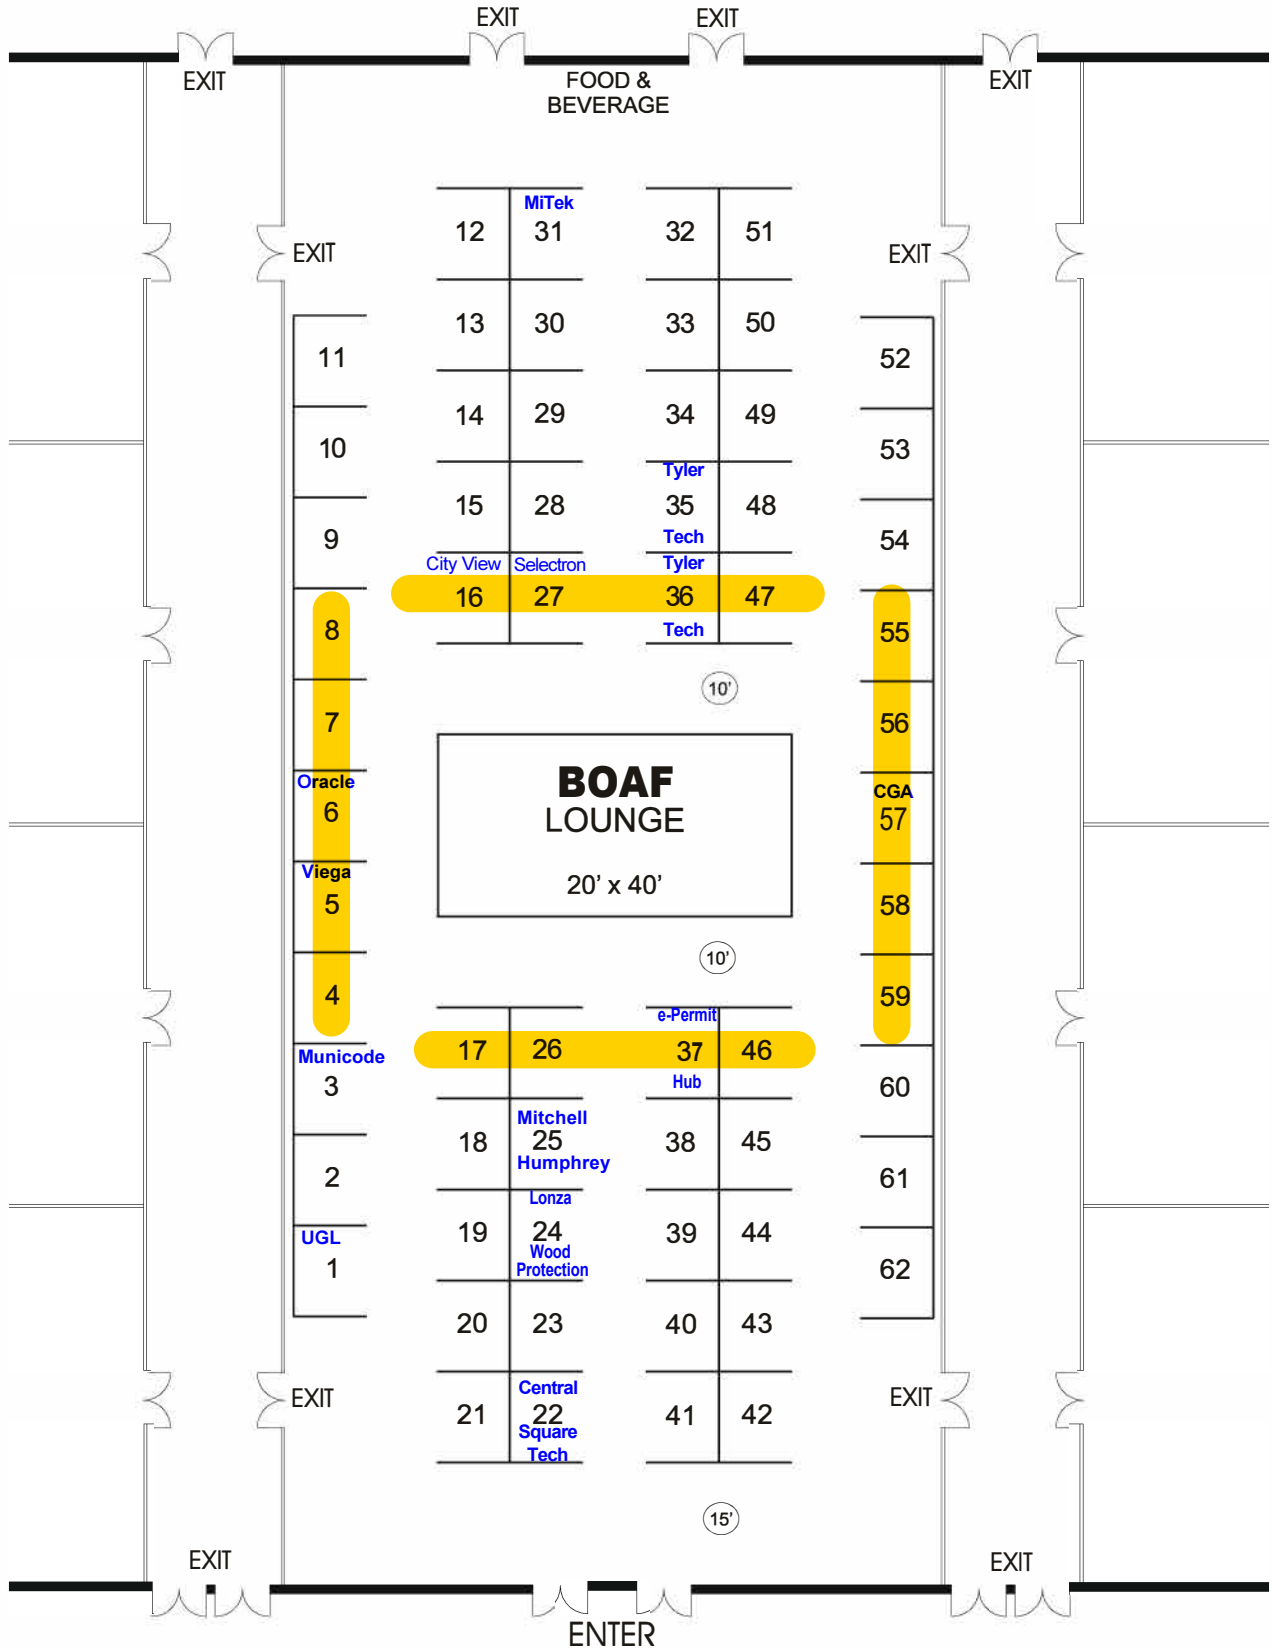 EXIT EXIT
EXIT EXIT
FOOD &
BEVERAGE
MiTek
12 31 32 51
EXIT EXIT
13 30 33 50
11 52
14 29 34 49
10 53
Tyler
15 28 35 48
Tech
9 54
City View Selectron Tyler
16 27 36 47
Tech
8 55
10'
7 56
BOAF
Oracle CGA
6 LOUNGE 57
Viega
20' x 40'
5 58
10'
4 59
e-Permit
17 26 37 46
Municode
Hub
3 60
Mitchell
18 25 38 45
Humphrey
2 61
Lonza
19 24 39 44
UGL Wood
Protection
1 62
20 23 40 43
Central
EXIT EXIT
21 22 41 42
Square
Tech
15'
EXIT EXIT
ENTER